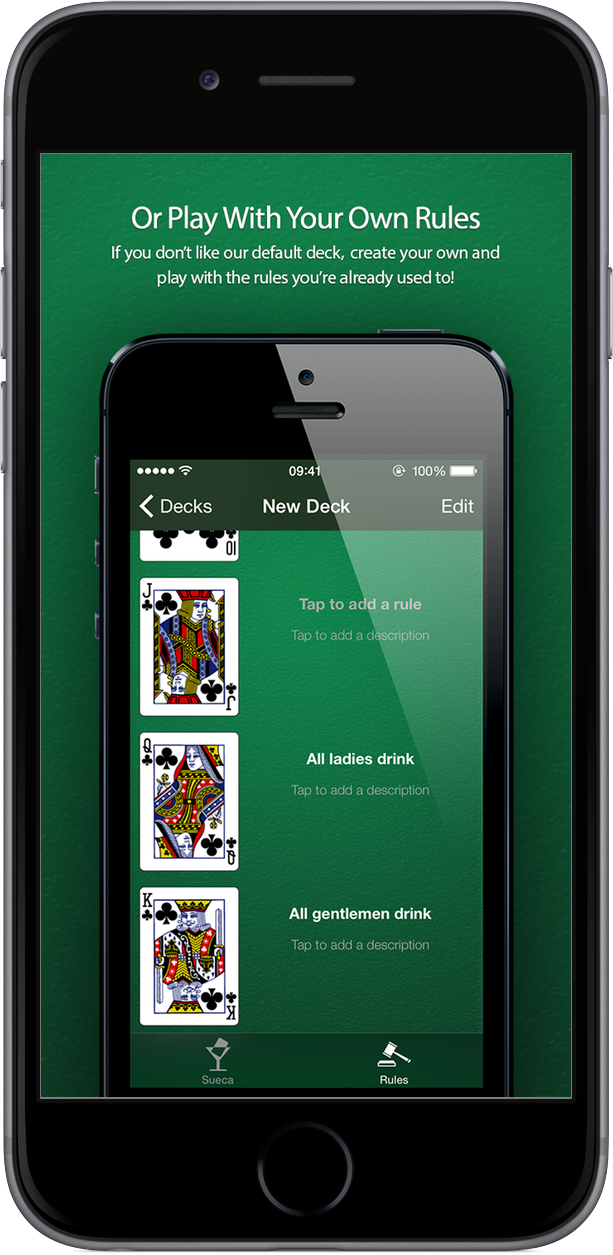 Or Play With Your Own Rules
If you don't like our default deck, create your own and
play with the rules you're already used to!
09:41
100%
Decks
New Deck
Edit
10
J
Tap to add a rule
Tap to add a description
J
Q
All ladies drink
Tap to add a description
Q
K
All gentlemen drink
Tap to add a description
K
Sueca
Rules